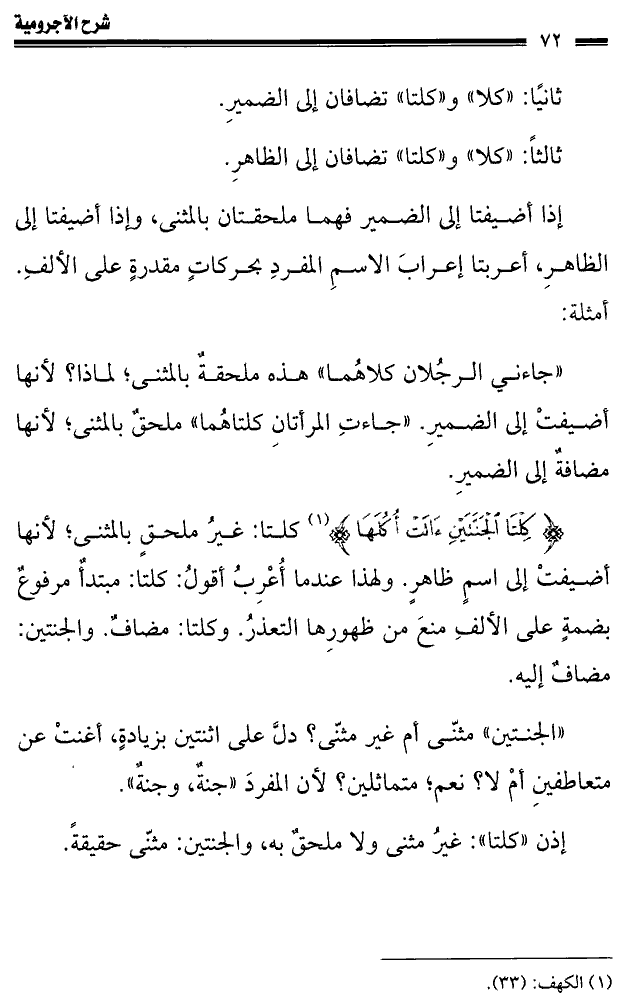 شرح الآجرومية
٧٢
ثانيًا: «كلا» و«كلتا» تضافان إلى الضميرِ.
ثالثاً: «كلا» و«كلتا» تضافان إلى الظاهرِ.
إذا أضيفتا إلى الضمير فهما ملحقتان بالمثنى، وإذا أضيفتا إلى
الظاهرِ، أعربتا إعرابَ الاسمِ المفردِ بحركاتٍ مقدرةٍ على الألفِ.
أمثلة:
«جاءني الرجُلان كلاهُما» هذه ملحقةٌ بالمثنى؛ لماذا؟ لأنها
أضيفتْ إلى الضميرِ. «جاءتِ المرأتانِ كلتاهُما» ملحقٌ بالمثنى؛ لأنها
مضافةٌ إلى الضميرِ.
﴿ كِلْتَا الْجَنَّتَيْنِ ءَاتَتْ أُكُلَهَا ﴾(١) كلتا: غيرُ ملحقٍ بالمثنى؛ لأنها
أضيفتْ إلى اسمٍ ظاهرٍ. ولهذا عندما أُعْرِبُ أقولُ: كلتا: مبتدأٌ مرفوعٌ
بضمةٍ على الألفِ منعَ من ظهورِها التعذرُ. وكلتا: مضافٌ. والجنتين:
مضافٌ إليه.
«الجنتين» مثنّى أم غير مثنّى؟ دلَّ على اثنتين بزيادةٍ، أغنتْ عن
متعاطفينِ أمْ لا؟ نعم؛ متماثلين؟ لأن المفردَ «جنةٌ، وجنةٌ».
إذن «كلتا»: غيرُ مثنى ولا ملحقٌ به، والجنتين: مثنّى حقيقةً.
(١) الكهف: (٣٣).